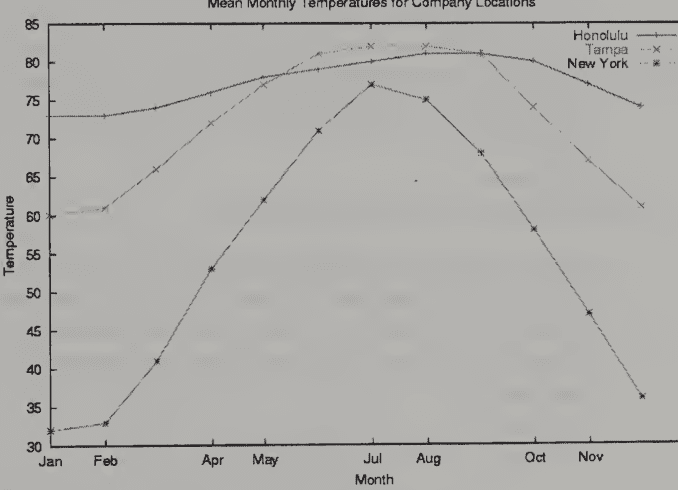 Mean Monthly Temperatures for Company Locations
85
80
75
70
65
60
55
50
45
40
35
30
Honolulu
Tampa
New York
Temperature
Jan Feb Apr May Jul Aug Oct Nov
Month